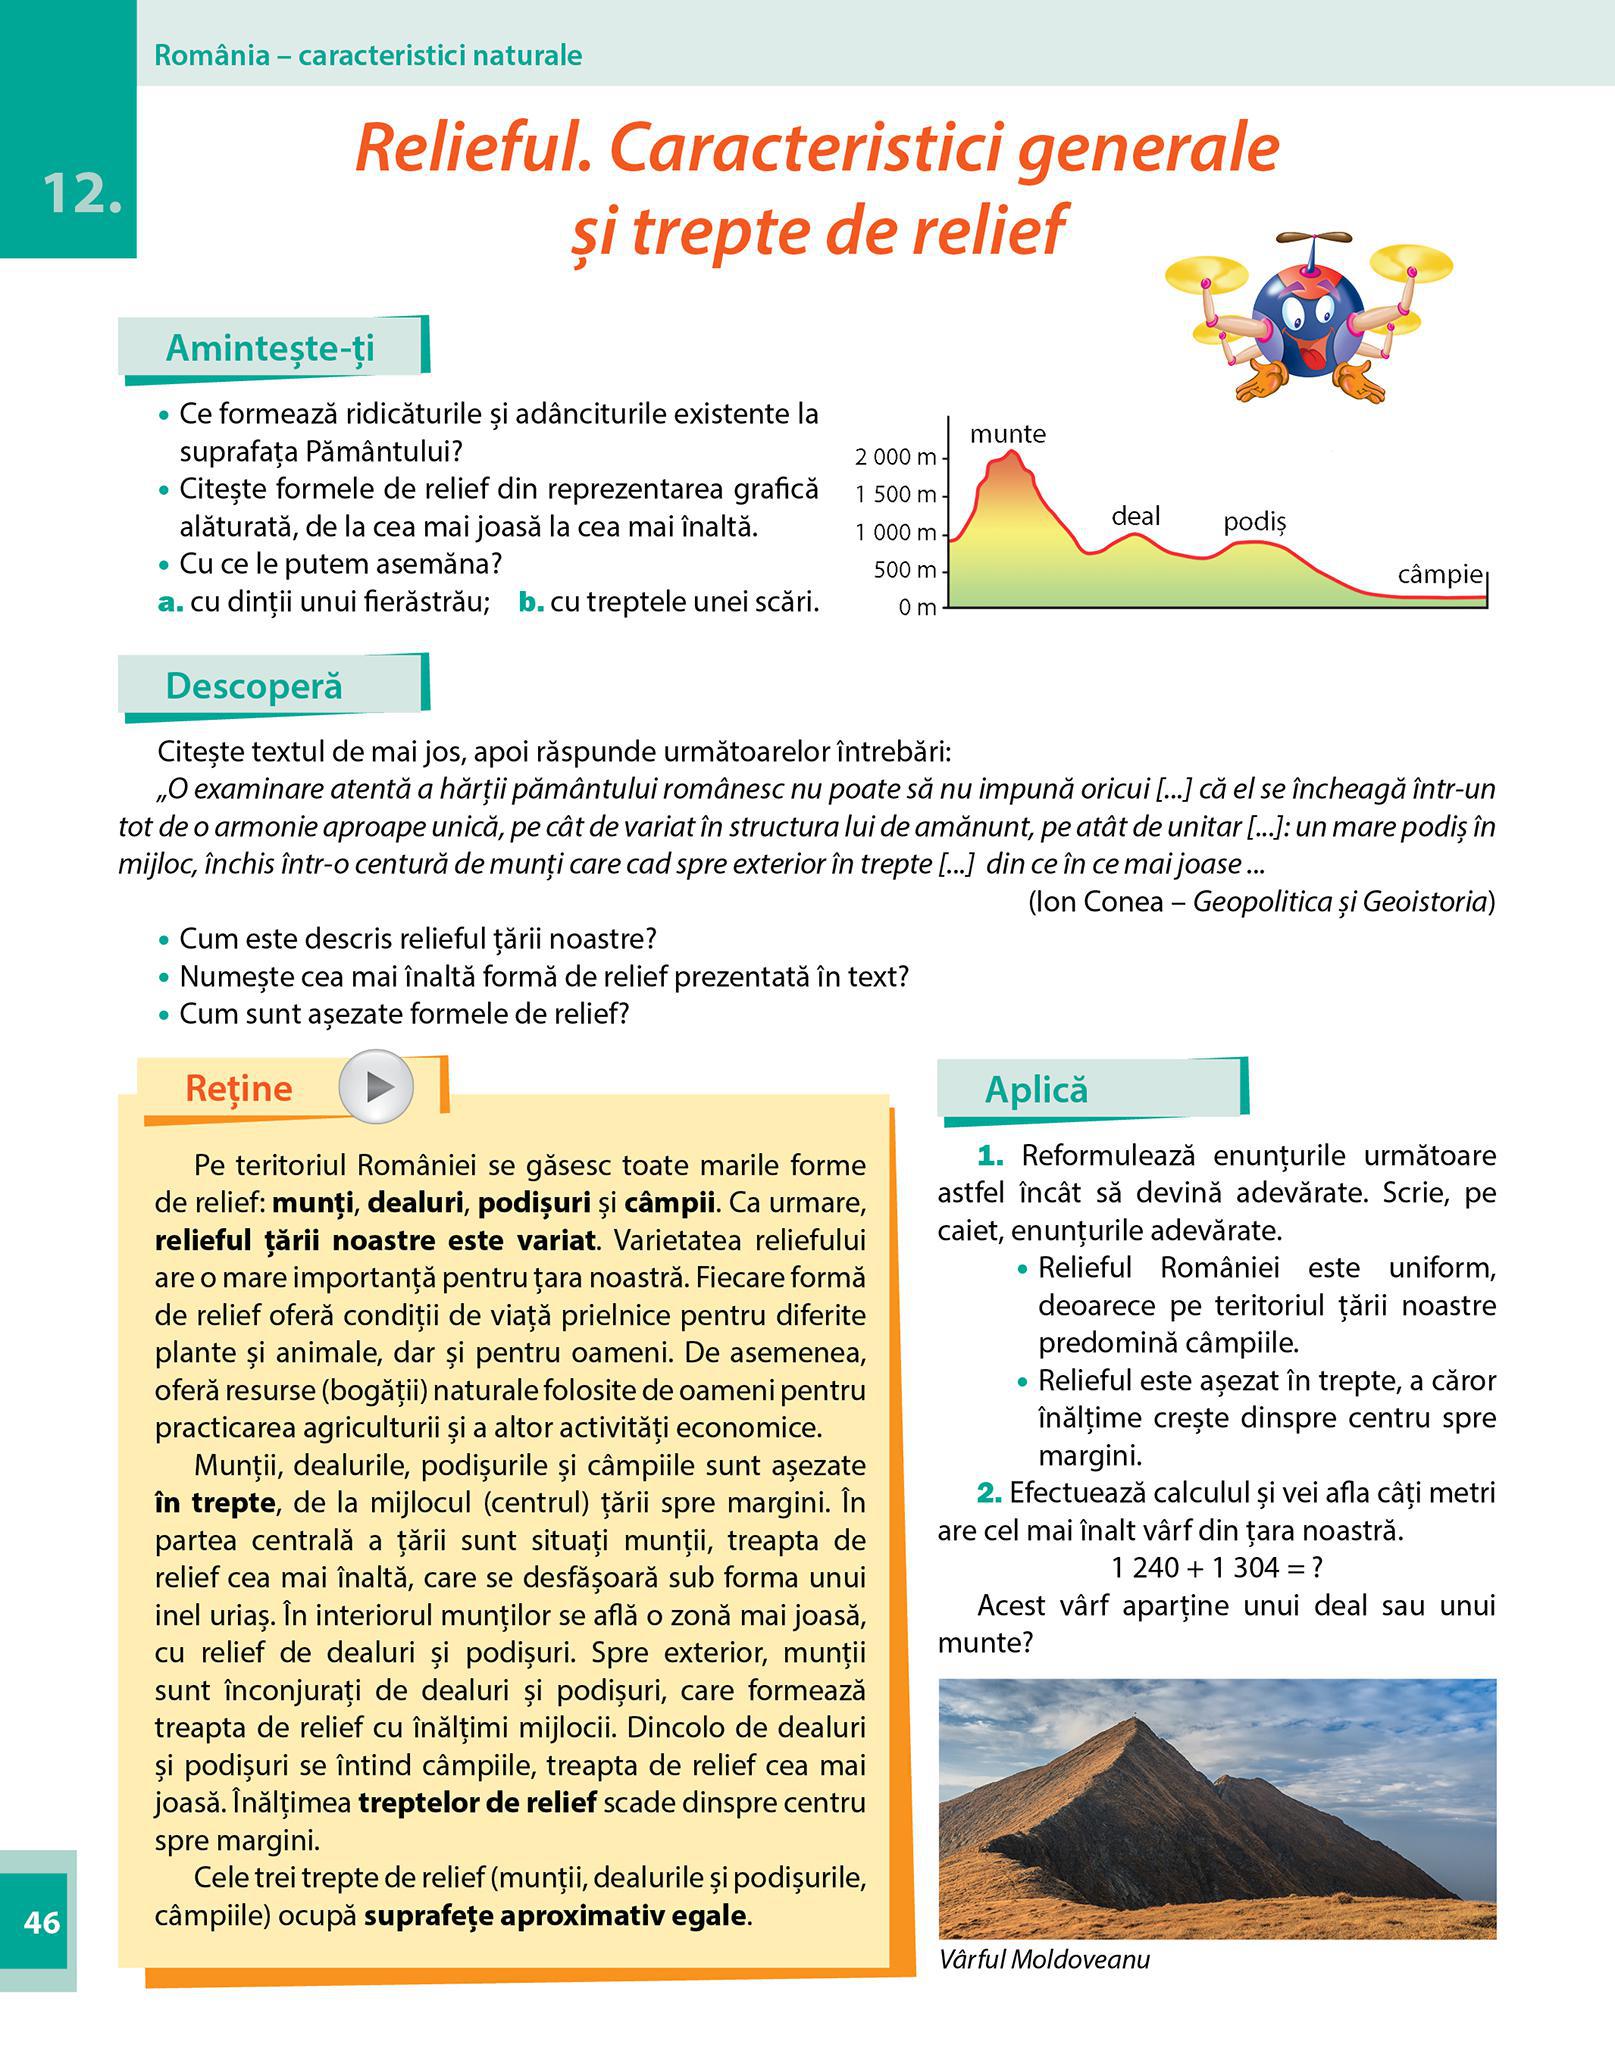 România – caracteristici naturale
12.
Relieful. Caracteristici generale
și trepte de relief
Amintește-ți
• Ce formează ridicăturile și adânciturile existente la
suprafața Pământului?
• Citește formele de relief din reprezentarea grafică
alăturată, de la cea mai joasă la cea mai înaltă.
• Cu ce le putem asemăna?
a. cu dinții unui fierăstrău; b. cu treptele unei scări.
munte
2 000 m
1 500 m
deal
podiș
1 000 m
500 m
câmpie
0 m
Descoperă
Citește textul de mai jos, apoi răspunde următoarelor întrebări:
„O examinare atentă a hărții pământului românesc nu poate să nu impună oricui [...] că el se încheagă într-un
tot de o armonie aproape unică, pe cât de variat în structura lui de amănunt, pe atât de unitar [...]: un mare podiș în
mijloc, închis într-o centură de munți care cad spre exterior în trepte [...] din ce în ce mai joase ...
(Ion Conea – Geopolitica și Geoistoria)
• Cum este descris relieful țării noastre?
• Numește cea mai înaltă formă de relief prezentată în text?
• Cum sunt așezate formele de relief?
Reține
Pe teritoriul României se găsesc toate marile forme
de relief: munți, dealuri, podișuri și câmpii. Ca urmare,
relieful țării noastre este variat. Varietatea reliefului
are o mare importanță pentru țara noastră. Fiecare formă
de relief oferă condiții de viață prielnice pentru diferite
plante și animale, dar și pentru oameni. De asemenea,
oferă resurse (bogății) naturale folosite de oameni pentru
practicarea agriculturii și a altor activități economice.
Munții, dealurile, podișurile și câmpiile sunt așezate
în trepte, de la mijlocul (centrul) țării spre margini. În
partea centrală a țării sunt situați munții, treapta de
relief cea mai înaltă, care se desfășoară sub forma unui
inel uriaș. În interiorul munților se află o zonă mai joasă,
cu relief de dealuri și podișuri. Spre exterior, munții
sunt înconjurați de dealuri și podișuri, care formează
treapta de relief cu înălțimi mijlocii. Dincolo de dealuri
și podișuri se întind câmpiile, treapta de relief cea mai
joasă. Înălțimea treptelor de relief scade dinspre centru
spre margini.
Cele trei trepte de relief (munții, dealurile și podișurile,
câmpiile) ocupă suprafețe aproximativ egale.
Aplică
1. Reformulează enunțurile următoare
astfel încât să devină adevărate. Scrie, pe
caiet, enunțurile adevărate.
• Relieful României este uniform,
deoarece pe teritoriul țării noastre
predomină câmpiile.
• Relieful este așezat în trepte, a căror
înălțime crește dinspre centru spre
margini.
2. Efectuează calculul și vei afla câți metri
are cel mai înalt vârf din țara noastră.
1 240 + 1 304 = ?
Acest vârf aparține unui deal sau unui
munte?
Vârful Moldoveanu
46